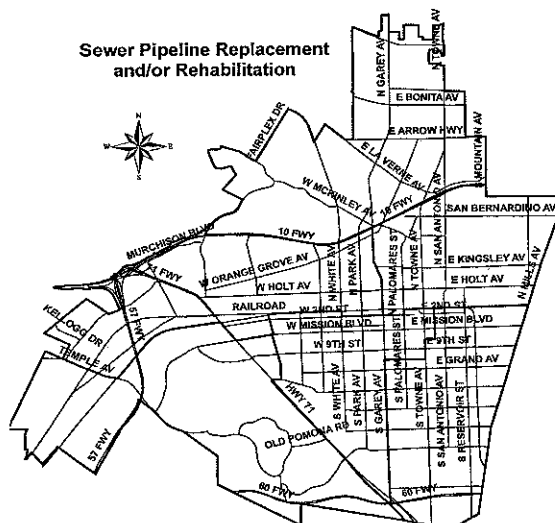 Sewer Pipeline Replacement
and/or Rehabilitation
N
W
E
S
N GAREY AV
N TOWNE AV
E BONITA AV
E ARROW HWY
FAIRPLEX DR
E LA VERNE AV
MOUNTAIN AV
W MCKINLEY AV
10 FWY
SAN BERNARDINO AV
MURCHISON BLVD
10 FWY
N WHITE AV
N PARK AV
N PALOMARES ST
N TOWNE AV
N SAN ANTONIO AV
N MILLS AV
71 FWY
W ORANGE GROVE AV
E KINGSLEY AV
W HOLT AV
E HOLT AV
57 FWY
RAILROAD
W 2ND ST
E 2ND ST
KELLOGG DR
W MISSION BLVD
E MISSION BLVD
W 9TH ST
E 9TH ST
TEMPLE AV
E GRAND AV
HWY 71
S WHITE AV
S PARK AV
S GAREY AV
S PALOMARES ST
S TOWNE AV
S SAN ANTONIO AV
S RESERVOIR ST
OLD POMONA RD
57 FWY
60 FWY
60 FWY